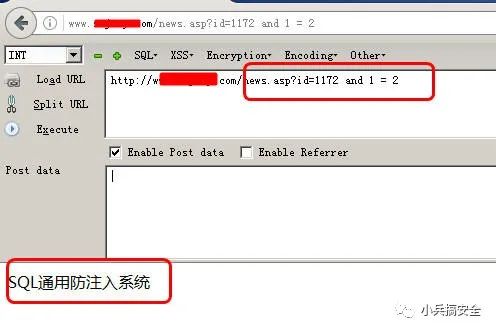 www.
om/news.asp?id=1172 and 1 = 2
INT SQL▾ XSS▾ Encryption▾ Encoding▾ Other▾
Load URL
http://w .com/news.asp?id=1172 and 1 = 2
Split URL
Execute
Enable Post data Enable Referrer
Post data
SQL通用防注入系统
小兵搞安全